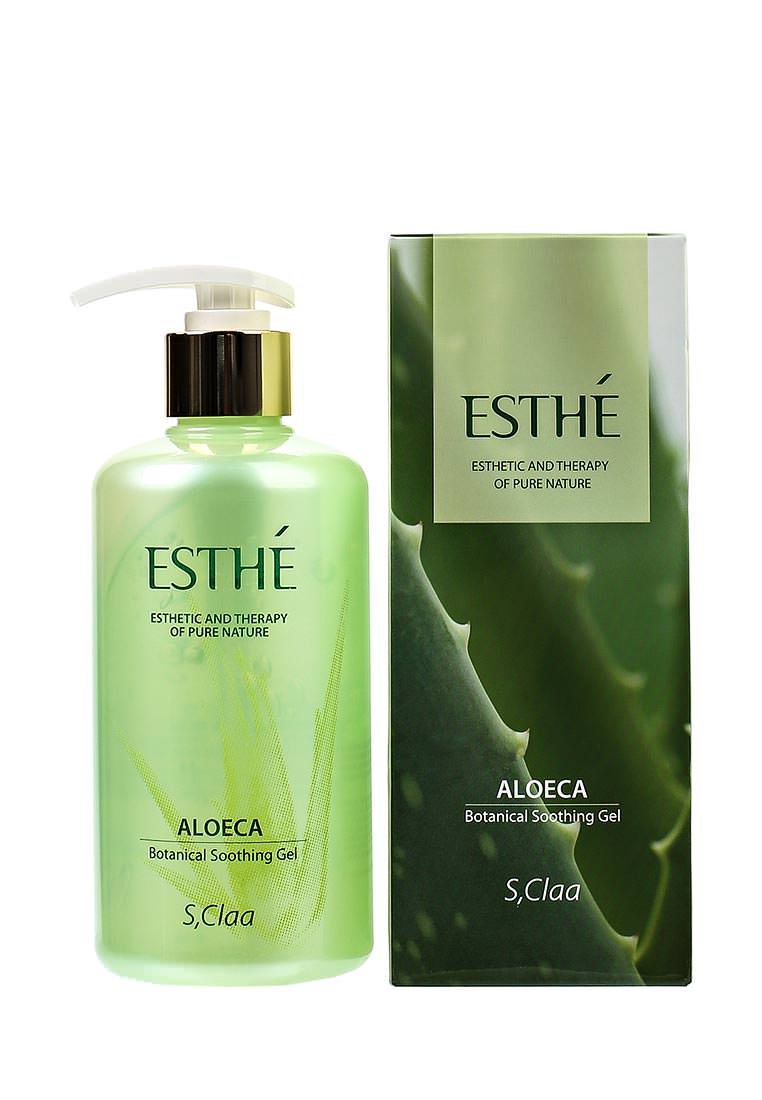 ESTHÉ
ESTHETIC AND THERAPY
OF PURE NATURE
ALOECA
Botanical Soothing Gel
S,Claa
ESTHÉ
ESTHETIC AND THERAPY
OF PURE NATURE
ALOECA
Botanical Soothing Gel
S,Claa